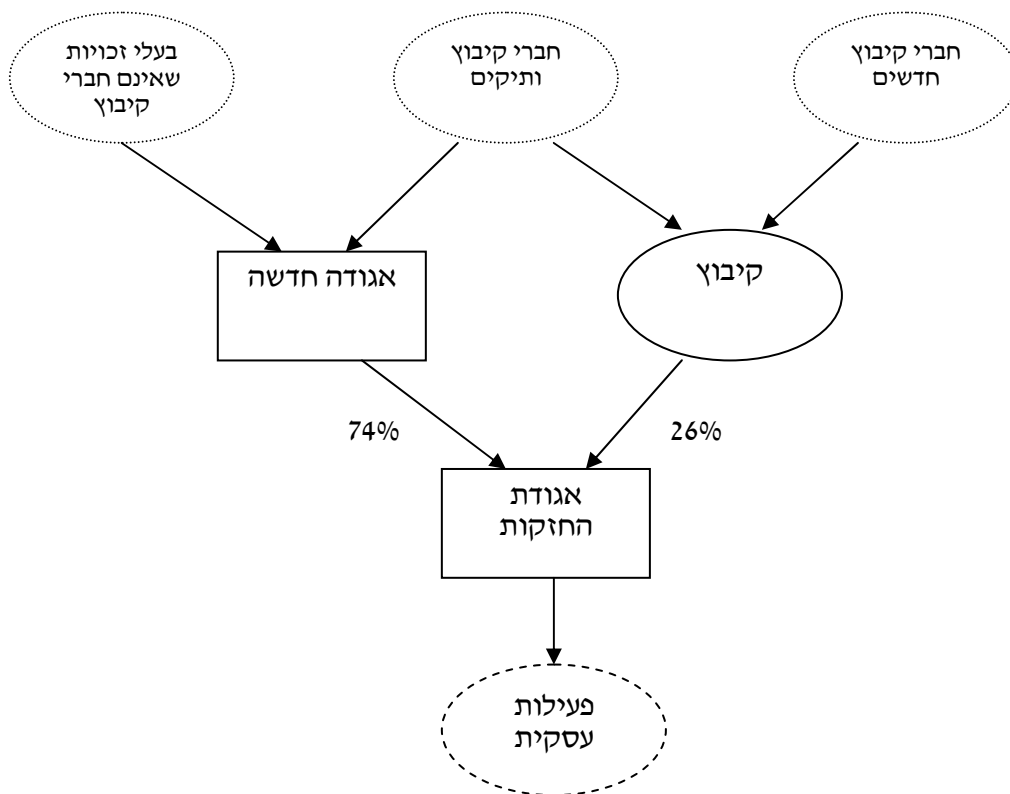 חברי קיבוץ
חדשים
חברי קיבוץ
ותיקים
בעלי זכויות
שאינם חברי
קיבוץ
קיבוץ
אגודה חדשה
26%
74%
אגודת
החזקות
פעילות
עסקית